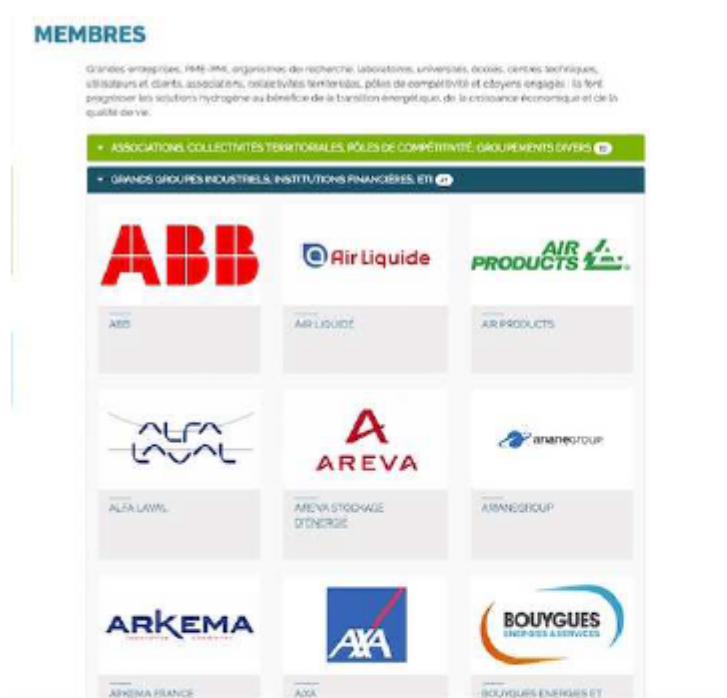 MEMBRES
Grandes entreprises, PME-PMI, organismes de recherche, laboratoires, universités, écoles, centres techniques,
utilisateurs et clients, associations, collectivités territoriales, pôles de compétitivité et citoyens engagés : ils font
progresser les solutions hydrogène au bénéfice de la transition énergétique, de la croissance économique et de la
qualité de vie.
ASSOCIATIONS, COLLECTIVITÉS TERRITORIALES, PÔLES DE COMPÉTITIVITÉ, GROUPEMENTS DIVERS
GRANDS GROUPES INDUSTRIELS, INSTITUTIONS FINANCIÈRES, ETI
ABB
Air Liquide
AIR PRODUCTS
ABB
AIR LIQUIDE
AIR PRODUCTS
ALFA LAVAL
AREVA
arianegroup
ALFA LAVAL
AREVA STOCKAGE D'ENERGIE
ARIANEGROUP
ARKEMA
AXA
BOUYGUES
ENERGIES & SERVICES
ARKEMA FRANCE
AXA
BOUYGUES ENERGIES ET